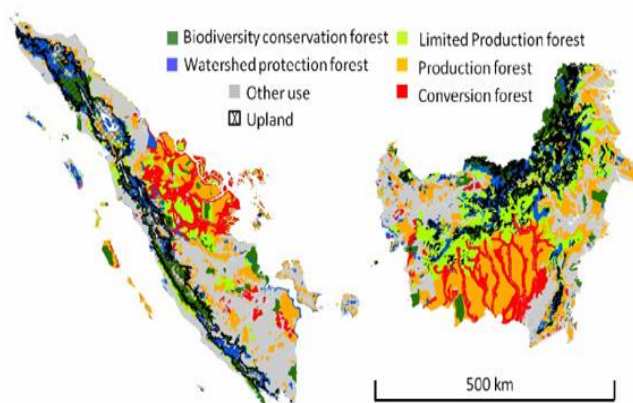 Biodiversity conservation forest
Watershed protection forest
Other use
X Upland
Limited Production forest
Production forest
Conversion forest
500 km